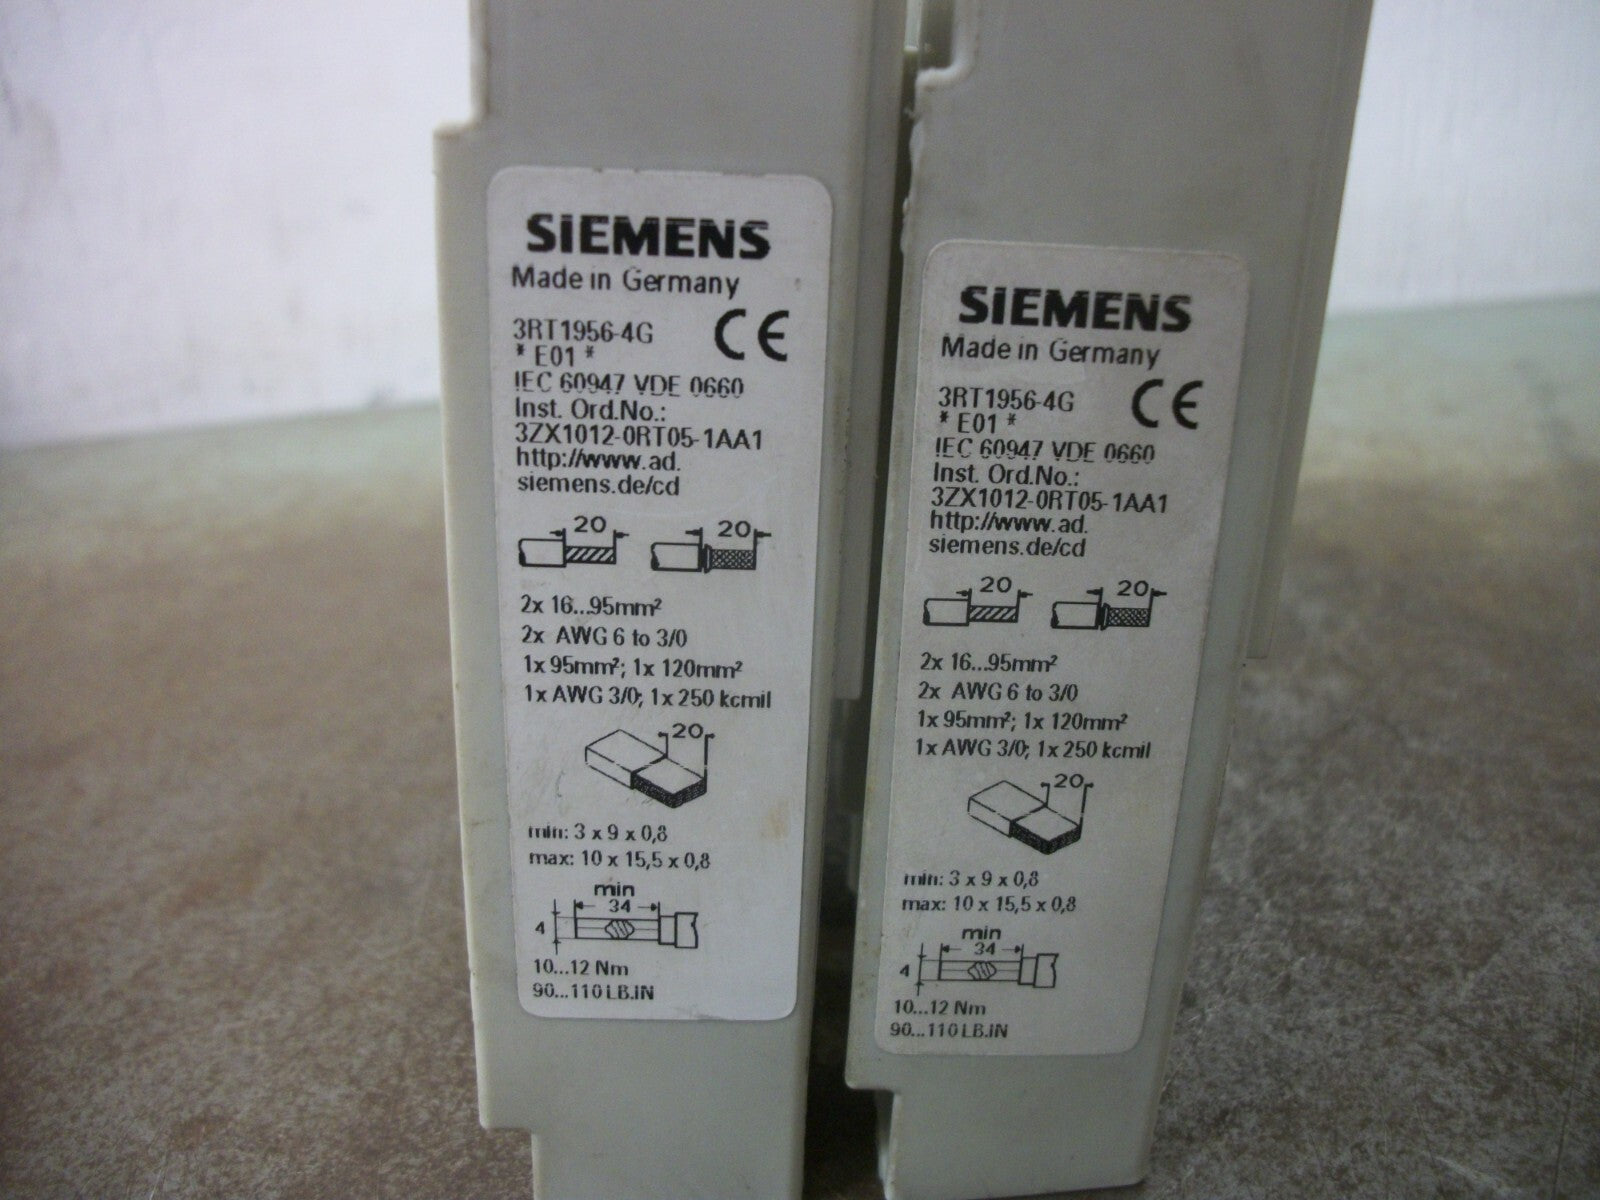 SIEMENS
Made in Germany
3RT1956-4G CE
* E01 *
IEC 60947 VDE 0660
Inst. Ord.No.:
3ZX1012-0RT05-1AA1
http://www.ad.
siemens.de/cd
20 20
2x 16...95mm²
2x AWG 6 to 3/0
1x 95mm²; 1x 120mm²
1x AWG 3/0; 1x 250 kcmil
20
min: 3 x 9 x 0,8
max: 10 x 15,5 x 0,8
min
34
4
10...12 Nm
90...110 LB.IN
SIEMENS
Made in Germany
3RT1956-4G CE
* E01 *
IEC 60947 VDE 0660
Inst. Ord.No.:
3ZX1012-0RT05-1AA1
http://www.ad.
siemens.de/cd
20 20
2x 16...95mm²
2x AWG 6 to 3/0
1x 95mm²; 1x 120mm²
1x AWG 3/0; 1x 250 kcmil
20
min: 3 x 9 x 0,8
max: 10 x 15,5 x 0,8
min
34
4
10...12 Nm
90...110 LB.IN